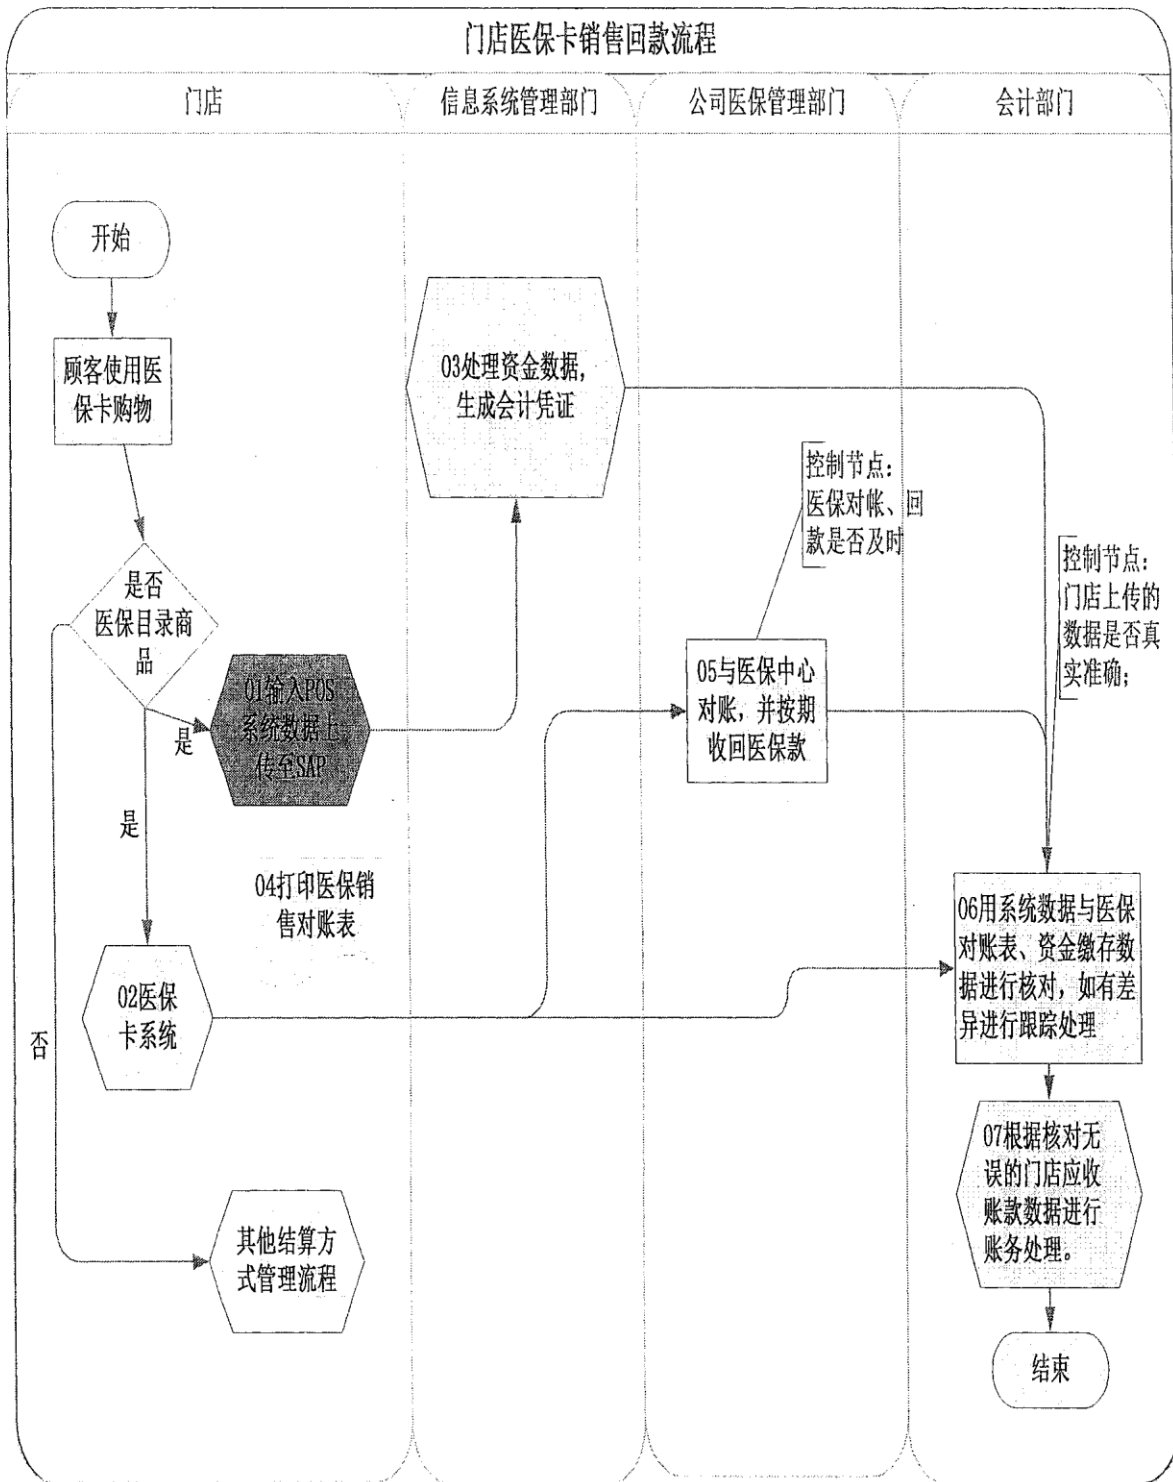 门店医保卡销售回款流程
门店
信息系统管理部门
公司医保管理部门
会计部门
开始
顾客使用医
保卡购物
是否
医保目录商
品
是
是
否
01输入POS
系统数据上
传至SAP
02医保
卡系统
03处理资金数据,
生成会计凭证
04打印医保销
售对账表
控制节点:
医保对帐、回
款是否及时
05与医保中心
对账，并按期
收回医保款
控制节点:
门店上传的
数据是否真
实准确;
06用系统数据与医保
对账表、资金缴存数
据进行核对，如有差
异进行跟踪处理
07根据核对无
误的门店应收
账款数据进行
账务处理。
其他结算方
式管理流程
结束